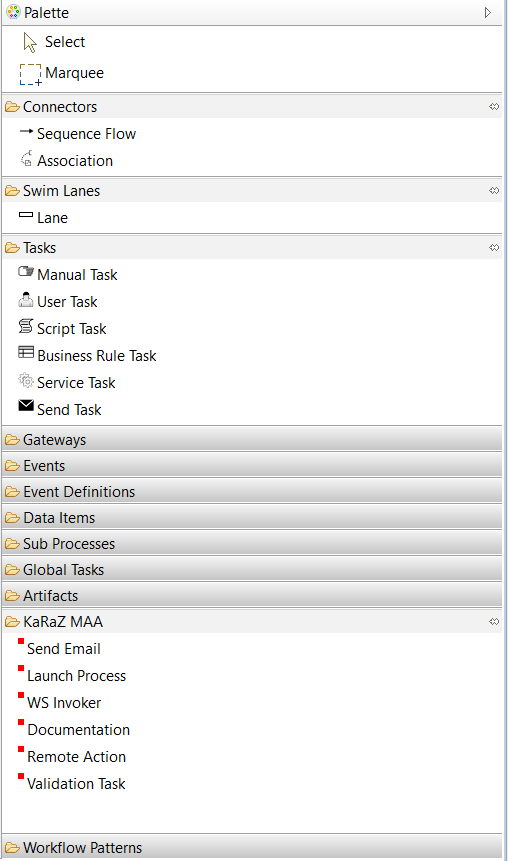 Palette
Select
Marquee
Connectors
Sequence Flow
Association
Swim Lanes
Lane
Tasks
Manual Task
User Task
Script Task
Business Rule Task
Service Task
Send Task
Gateways
Events
Event Definitions
Data Items
Sub Processes
Global Tasks
Artifacts
KaRaZ MAA
Send Email
Launch Process
WS Invoker
Documentation
Remote Action
Validation Task
Workflow Patterns